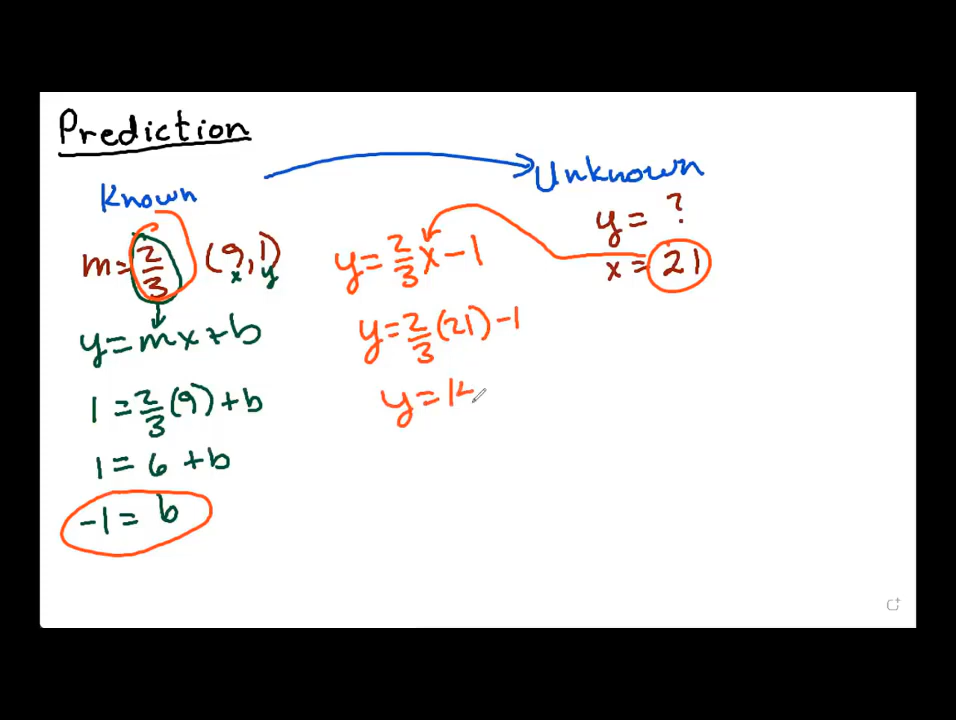 Prediction
Known
Unknown
m = 2/3 (9,1)
x y
y = mx + b
1 = 2/3 (9) + b
1 = 6 + b
-1 = b
y = 2/3 x - 1
y = 2/3 (21) - 1
y = 14
y = ?
x = 21